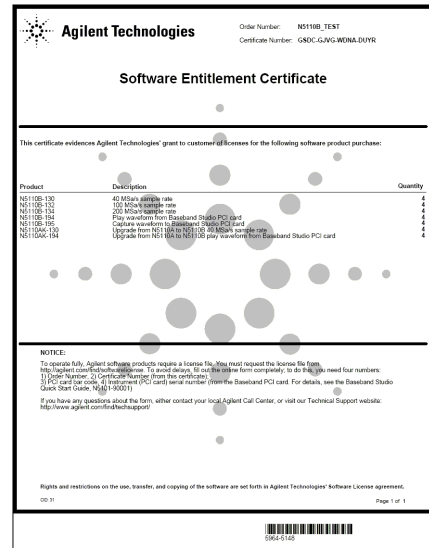 Agilent Technologies
Order Number: N5110B_TEST
Certificate Number: GSDC-GJVG-WDNA-DUYR
Software Entitlement Certificate
This certificate evidences Agilent Technologies' grant to customer of licenses for the following software product purchase:
Product Description Quantity
N5110B-130 40 MSa/s sample rate 4
N5110B-132 100 MSa/s sample rate 4
N5110B-134 200 MSa/s sample rate 4
N5110B-194 Play waveform from Baseband Studio PCI card 4
N5110B-195 Capture waveform to Baseband Studio PCI card 4
N5110AK-130 Upgrade from N5110A to N5110B 40 MSa/s sample rate 4
N5110AK-194 Upgrade from N5110A to N5110B play waveform from Baseband Studio PCI card 4
NOTICE:
To operate fully, Agilent software products require a license file. You must request the license file from
http://agilent.com/find/softwarelicense. To avoid delays, fill out the online form completely; to do this, you need four numbers:
1) Order Number, 2) Certificate Number (from this certificate),
3) PCI card bar code, 4) Instrument (PCI card) serial number (from the Baseband PCI card. For details, see the Baseband Studio
Quick Start Guide, N5101-90001)
If you have any questions about the form, either contact your local Agilent Call Center, or visit our Technical Support website:
http://www.agilent.com/find/techsupport/
Rights and restrictions on the use, transfer, and copying of the software are set forth in Agilent Technologies' Software License agreement.
OD 31 Page 1 of 1
5964-5148